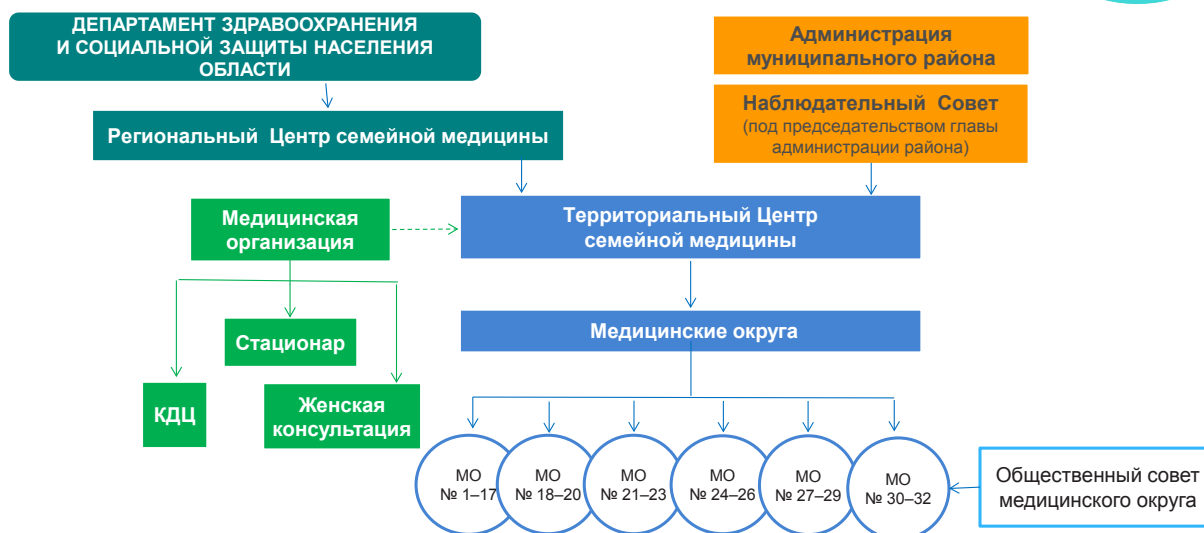 ДЕПАРТАМЕНТ ЗДРАВООХРАНЕНИЯ
И СОЦИАЛЬНОЙ ЗАЩИТЫ НАСЕЛЕНИЯ
ОБЛАСТИ
Администрация
муниципального района
Региональный Центр семейной медицины
Наблюдательный Совет
(под председательством главы
администрации района)
Медицинская
организация
Территориальный Центр
семейной медицины
Стационар
Медицинские округа
КДЦ
Женская
консультация
МО
№ 1–17
МО
№ 18–20
МО
№ 21–23
МО
№ 24–26
МО
№ 27–29
МО
№ 30–32
Общественный совет
медицинского округа